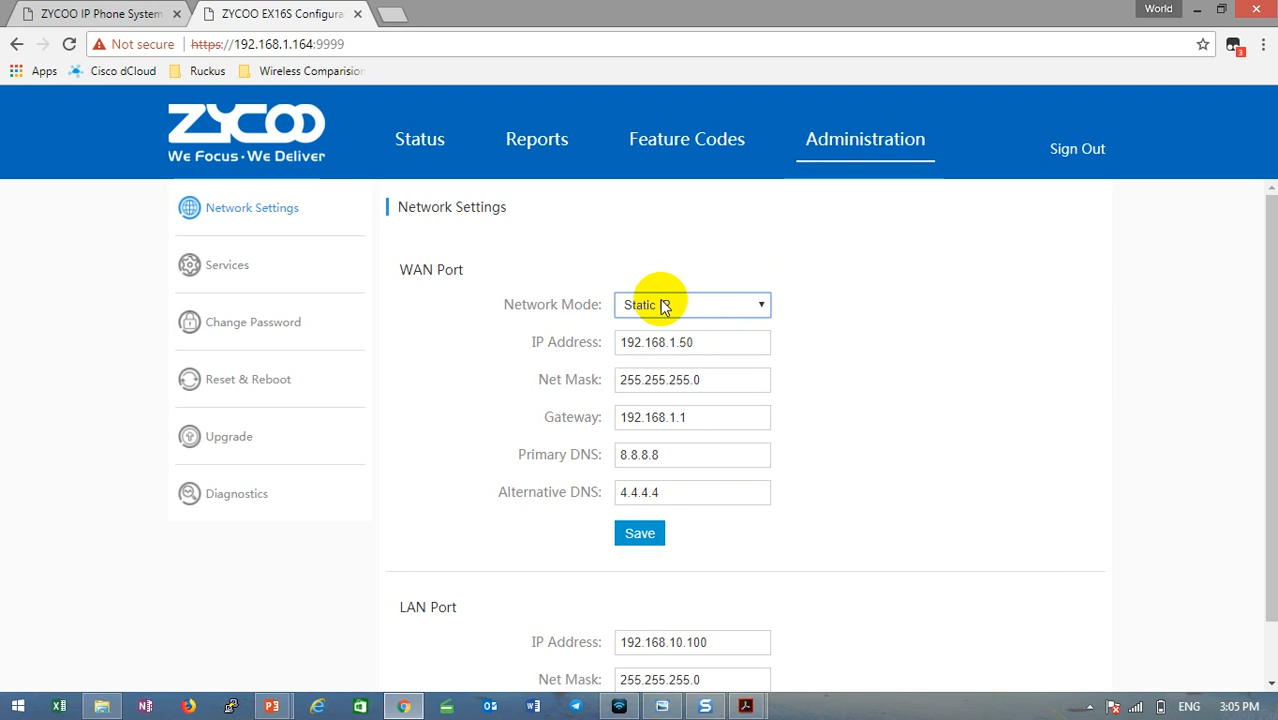 ZYCOO IP Phone System
ZYCOO EX16S Configura
World
Not secure
https://192.168.1.164:9999
3
Apps
Cisco dCloud
Ruckus
Wireless Comparision
ZYCOO
We Focus·We Deliver
Status
Reports
Feature Codes
Administration
Sign Out
Network Settings
Services
Change Password
Reset & Reboot
Upgrade
Diagnostics
Network Settings
WAN Port
Network Mode: Static IP
IP Address: 192.168.1.50
Net Mask: 255.255.255.0
Gateway: 192.168.1.1
Primary DNS: 8.8.8.8
Alternative DNS: 4.4.4.4
Save
LAN Port
IP Address: 192.168.10.100
Net Mask: 255.255.255.0
ENG
3:05 PM